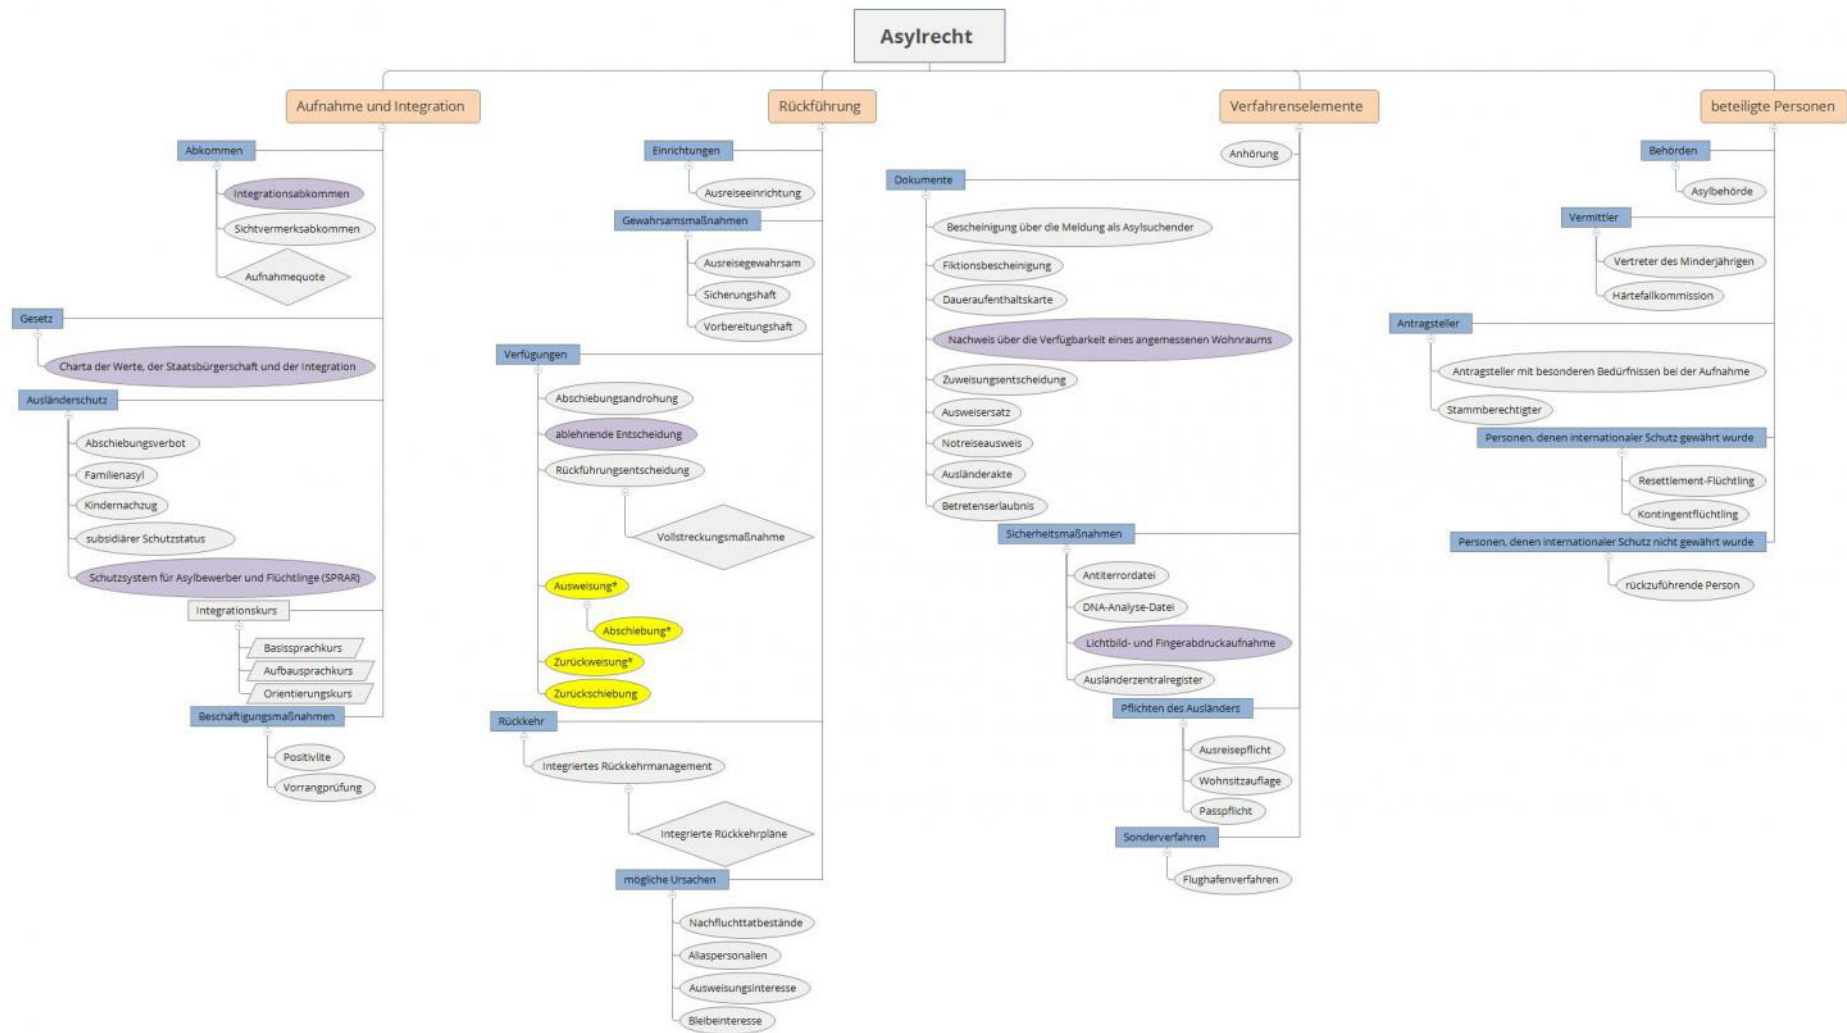 Asylrecht
Aufnahme und Integration
Abkommen
Integrationsabkommen
Sichtvermerksabkommen
Aufnahmequote
Gesetz
Charta der Werte, der Staatsbürgerschaft und der Integration
Ausländerschutz
Abschiebungsverbot
Familienasyl
Kindernachzug
subsidiärer Schutzstatus
Schutzsystem für Asylbewerber und Flüchtlinge (SPRAR)
Integrationskurs
Basissprachkurs
Aufbausprachkurs
Orientierungskurs
Beschäftigungsmaßnahmen
Positivlite
Vorrangprüfung
Rückführung
Einrichtungen
Ausreiseeinrichtung
Gewahrsamsmaßnahmen
Ausreisegewahrsam
Sicherungshaft
Vorbereitungshaft
Verfügungen
Abschiebungsandrohung
ablehnende Entscheidung
Rückführungsentscheidung
Vollstreckungsmaßnahme
Ausweisung*
Abschiebung*
Zurückweisung*
Zurückschiebung
Rückkehr
Integriertes Rückkehrmanagement
Integrierte Rückkehrpläne
mögliche Ursachen
Nachfluchttatbestände
Aliaspersonalien
Ausweisungsinteresse
Bleibeinteresse
Verfahrenselemente
Anhörung
Dokumente
Bescheinigung über die Meldung als Asylsuchender
Fiktionsbescheinigung
Daueraufenthaltskarte
Nachweis über die Verfügbarkeit eines angemessenen Wohnraums
Zuweisungsentscheidung
Ausweisersatz
Notreiseausweis
Ausländerakte
Betretenserlaubnis
Sicherheitsmaßnahmen
Antiterrordatei
DNA-Analyse-Datei
Lichtbild- und Fingerabdruckaufnahme
Ausländerzentralregister
Pflichten des Ausländers
Ausreisepflicht
Wohnsitzauflage
Passpflicht
Sonderverfahren
Flughafenverfahren
beteiligte Personen
Behörden
Asylbehörde
Vermittler
Vertreter des Minderjährigen
Härtefallkommission
Antragsteller
Antragsteller mit besonderen Bedürfnissen bei der Aufnahme
Stammberechtigter
Personen, denen internationaler Schutz gewährt wurde
Resettlement-Flüchtling
Kontingentflüchtling
Personen, denen internationaler Schutz nicht gewährt wurde
rückzuführende Person